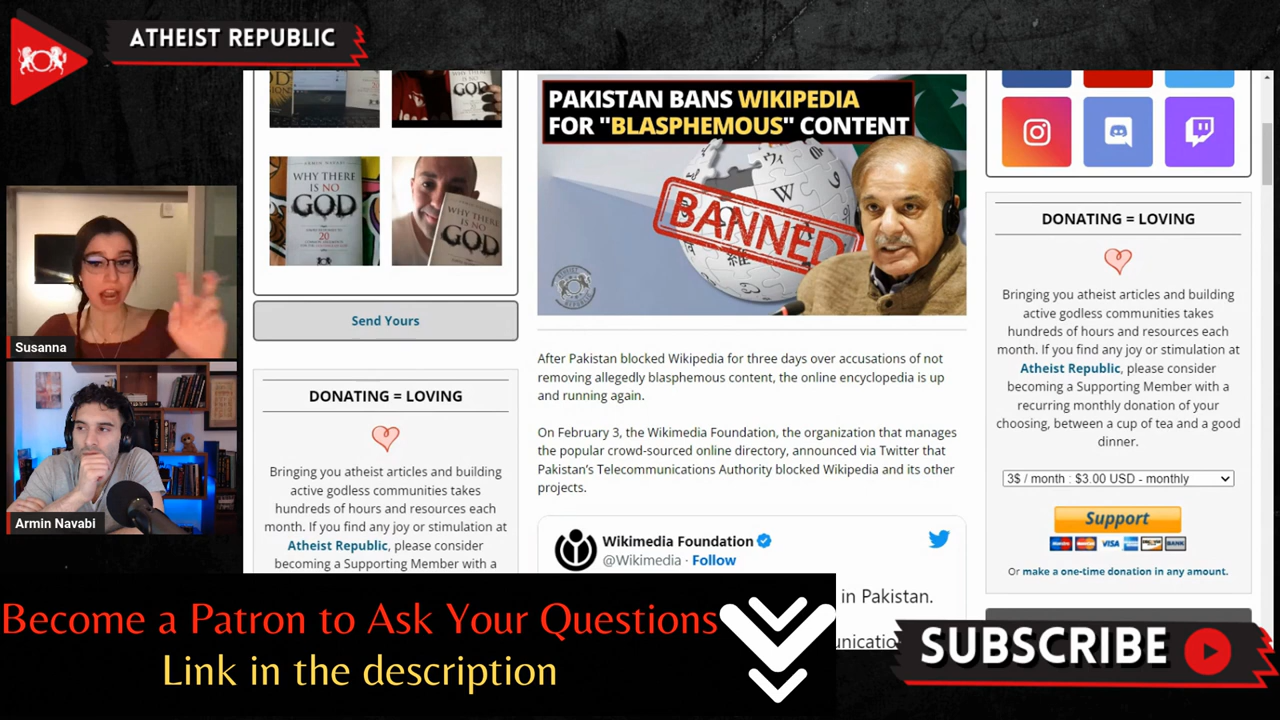 ATHEIST REPUBLIC
Susanna
Armin Navabi
WHY THERE
IS NO
GOD
20
WHY THERE
IS NO
GOD
Send Yours
DONATING = LOVING
Bringing you atheist articles and building
active godless communities takes
hundreds of hours and resources each
month. If you find any joy or stimulation at
Atheist Republic, please consider
becoming a Supporting Member with a
PAKISTAN BANS WIKIPEDIA
FOR "BLASPHEMOUS" CONTENT
W
維
BANNED
After Pakistan blocked Wikipedia for three days over accusations of not
removing allegedly blasphemous content, the online encyclopedia is up
and running again.
On February 3, the Wikimedia Foundation, the organization that manages
the popular crowd-sourced online directory, announced via Twitter that
Pakistan's Telecommunications Authority blocked Wikipedia and its other
projects.
Wikimedia Foundation
@Wikimedia · Follow
in Pakistan.
unicatio
DONATING = LOVING
Bringing you atheist articles and building
active godless communities takes
hundreds of hours and resources each
month. If you find any joy or stimulation at
Atheist Republic, please consider
becoming a Supporting Member with a
recurring monthly donation of your
choosing, between a cup of tea and a good
dinner.
3$ / month : $3.00 USD - monthly
Support
VISA
BANK
Or make a one-time donation in any amount.
Become a Patron to Ask Your Questions
Link in the description
SUBSCRIBE